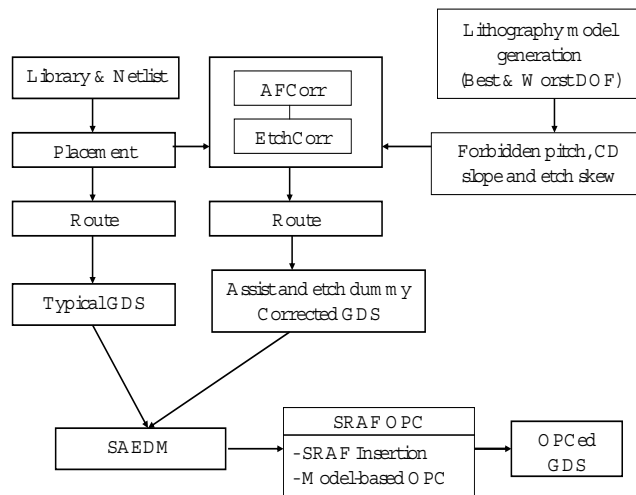 Lithography model
generation
(Best & Worst DOF)
Library & Netlist
AFCorr
EtchCorr
Placement
Forbidden pitch, CD
slope and etch skew
Route
Route
Typical GDS
Assist and etch dummy
Corrected GDS
SAEDM
SRAF OPC
-SRAF Insertion
-Model-based OPC
OPCed
GDS